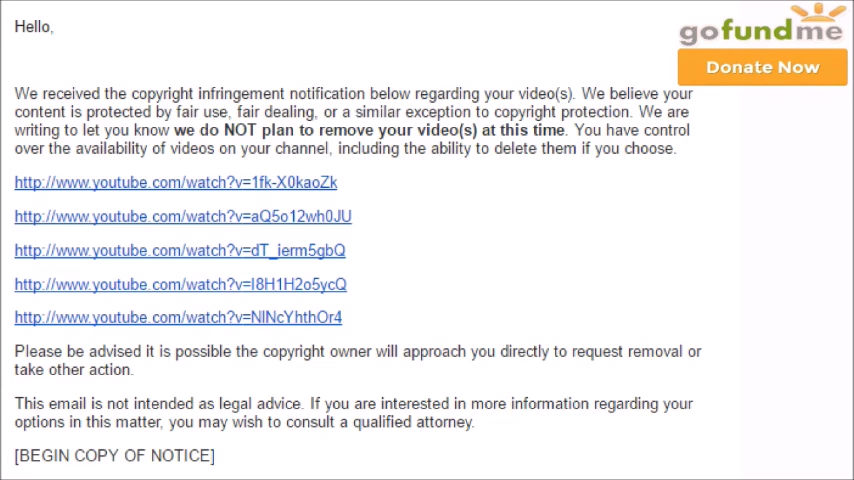 Hello,
gofundme
Donate Now
We received the copyright infringement notification below regarding your video(s). We believe your
content is protected by fair use, fair dealing, or a similar exception to copyright protection. We are
writing to let you know we do NOT plan to remove your video(s) at this time. You have control
over the availability of videos on your channel, including the ability to delete them if you choose.
http://www.youtube.com/watch?v=1fk-X0kaoZk
http://www.youtube.com/watch?v=aQ5o12wh0JU
http://www.youtube.com/watch?v=dT_ierm5gbQ
http://www.youtube.com/watch?v=I8H1H2o5ycQ
http://www.youtube.com/watch?v=NlNcYhthOr4
Please be advised it is possible the copyright owner will approach you directly to request removal or
take other action.
This email is not intended as legal advice. If you are interested in more information regarding your
options in this matter, you may wish to consult a qualified attorney.
[BEGIN COPY OF NOTICE]